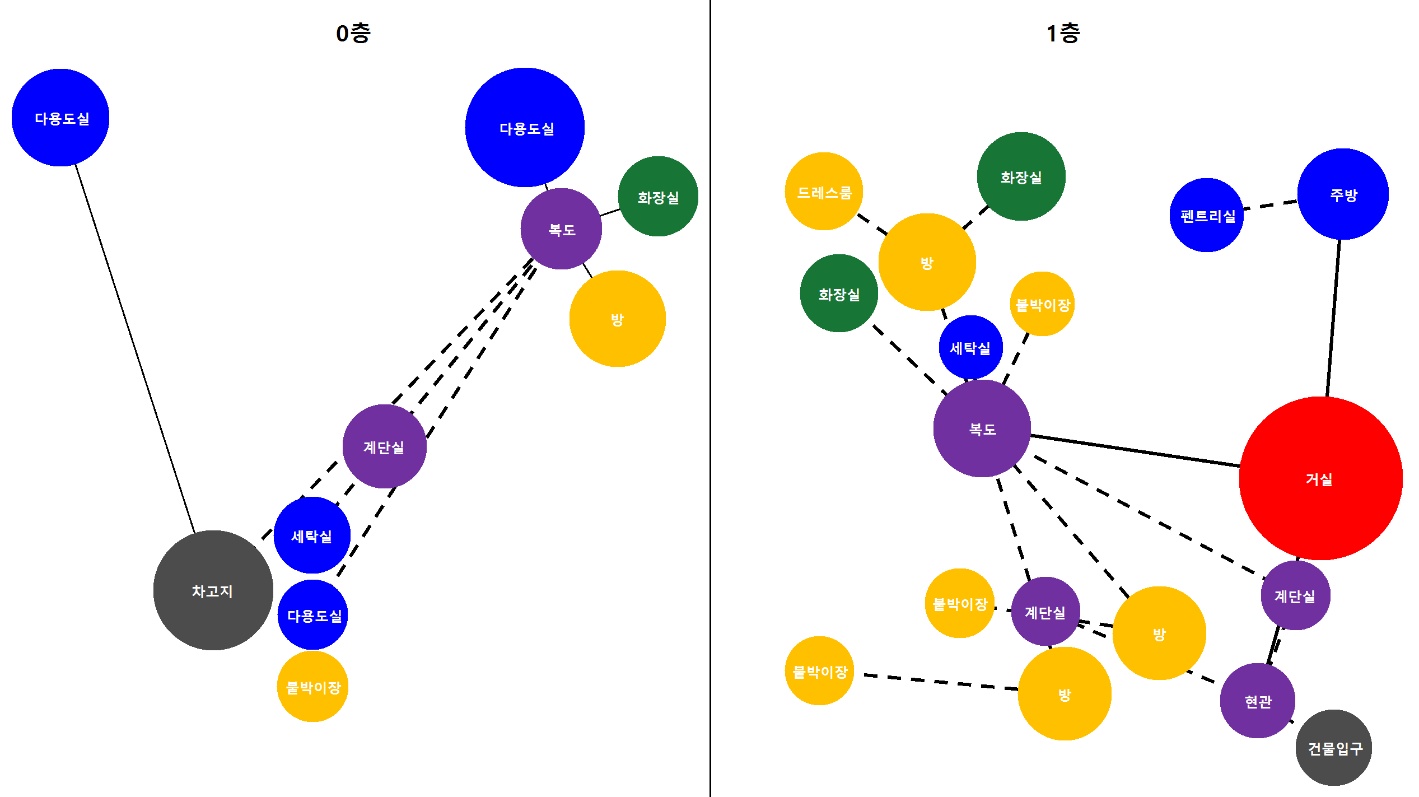 0층
다용도실
다용도실
화장실
복도
방
계단실
세탁실
차고지
다용도실
붙박이장
1층
드레스룸
화장실
펜트리실
주방
방
화장실
붙박이장
세탁실
복도
거실
붙박이장
계단실
방
계단실
붙박이장
방
현관
건물입구